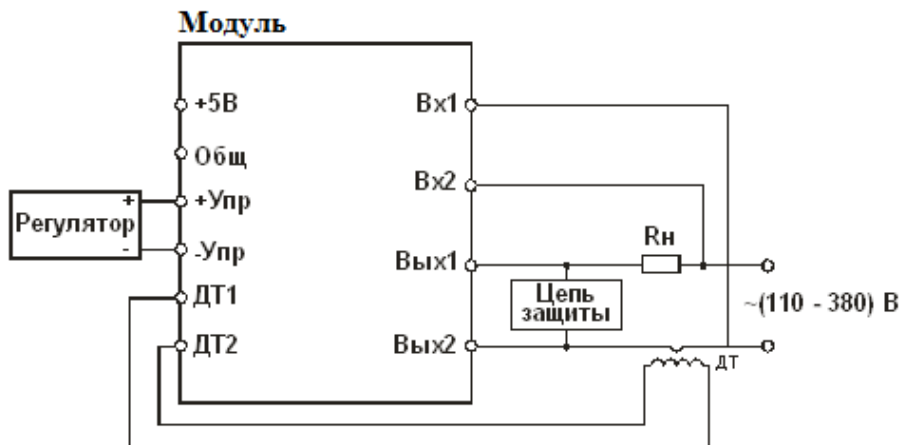 Модуль
+5В
Вх1
Общ
Вх2
+
Регулятор
-
+Упр
-Упр
Вых1
Rн
Цепь
защиты
~(110 - 380) В
ДТ1
ДТ2
Вых2
ДТ